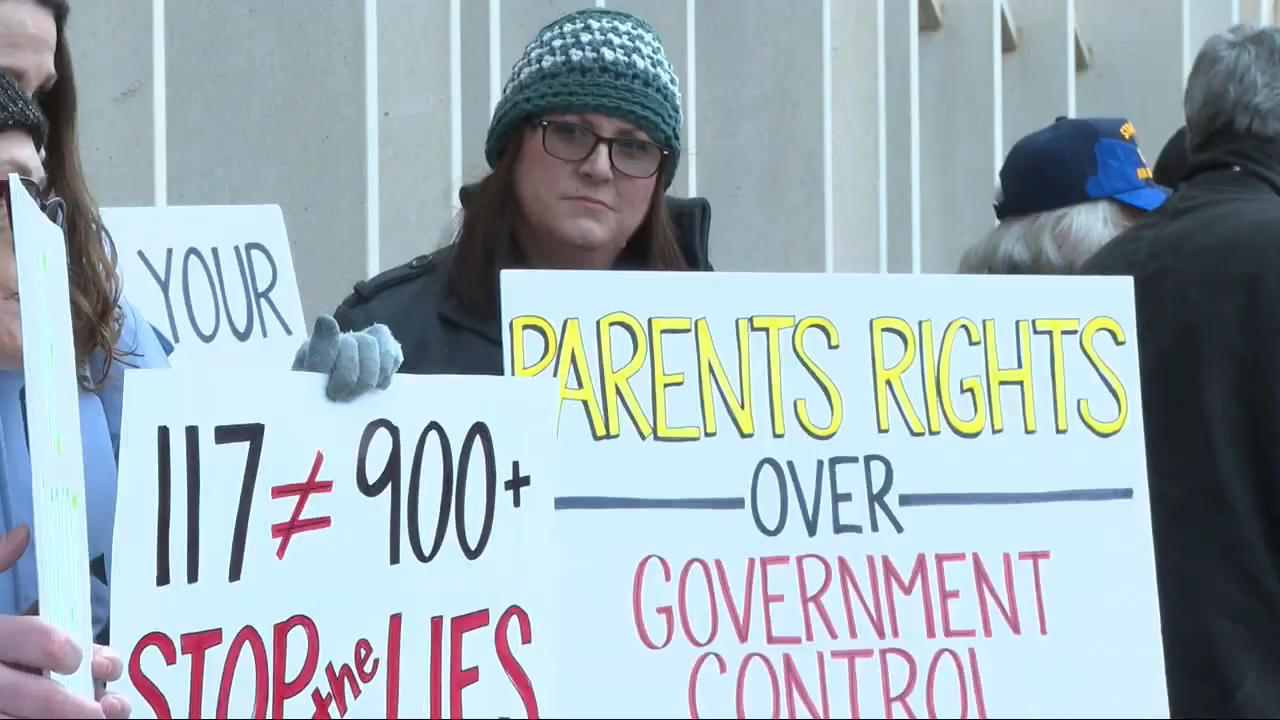 YOUR
117≠900+
STOP the LIES
PARENTS RIGHTS
OVER
GOVERNMENT
CONTROL